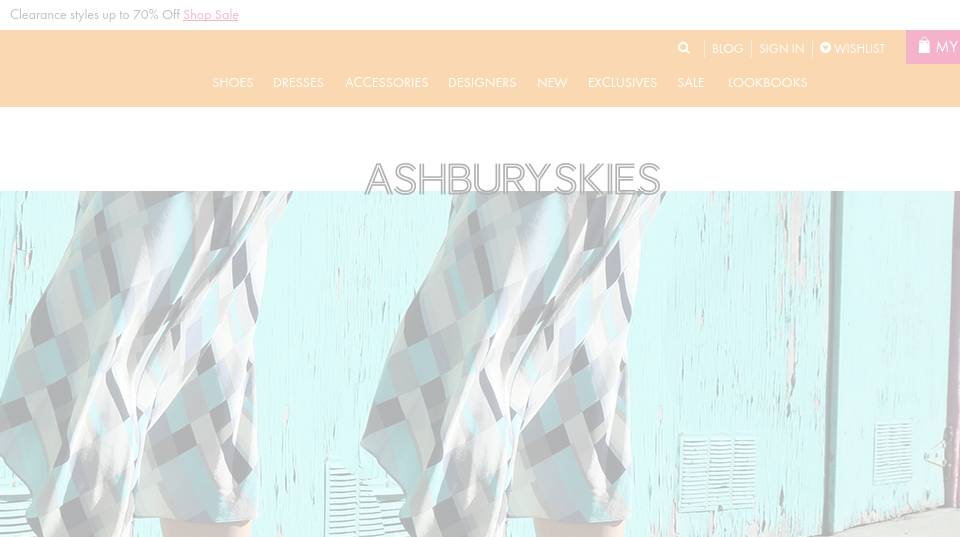 Clearance styles up to 70% Off Shop Sale
BLOG SIGN IN WISHLIST MY
SHOES DRESSES ACCESSORIES DESIGNERS NEW EXCLUSIVES SALE LOOKBOOKS
ASHBURY SKIES